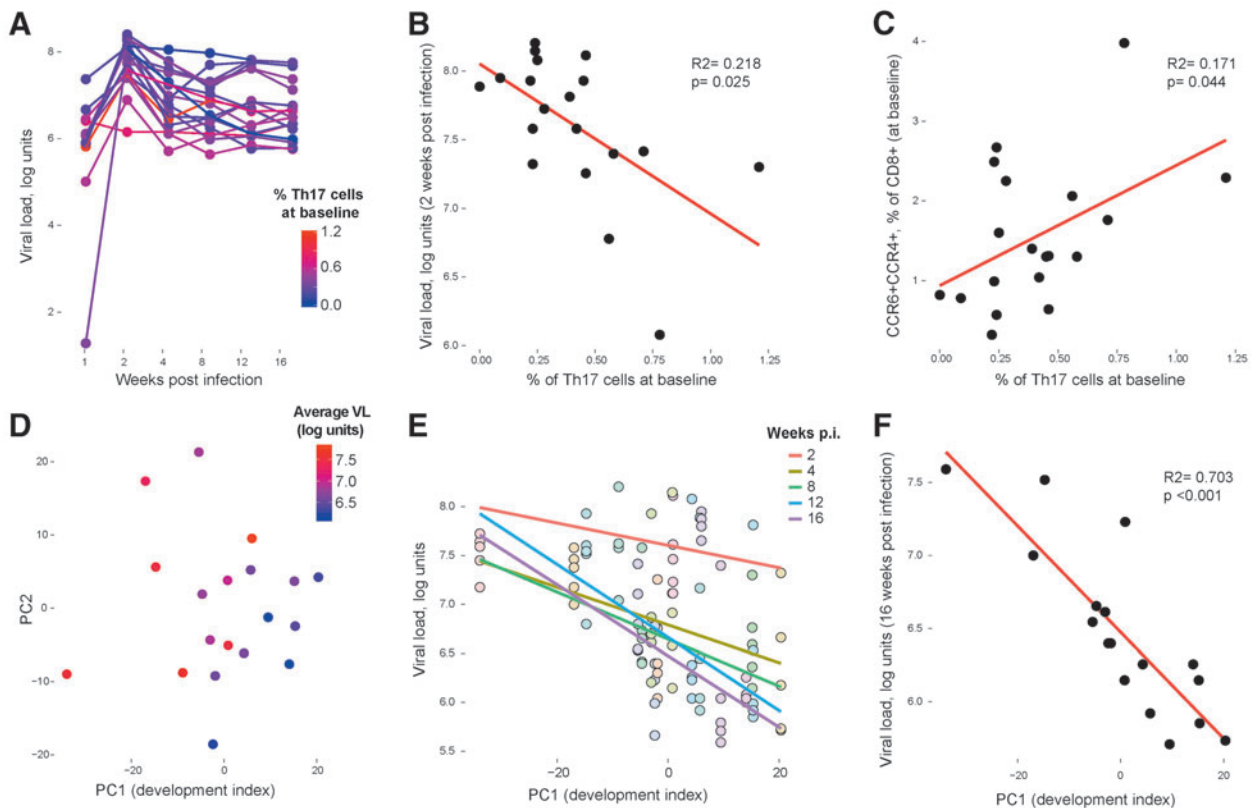 A
Viral load, log units
8
6
4
2
1
2
4
8
12
16
Weeks post infection
% Th17 cells
at baseline
1.2
0.6
0.0
B
Viral load, log units (2 weeks post infection)
8.0
7.5
7.0
6.5
6.0
0.00
0.25
0.50
0.75
1.00
1.25
% of Th17 cells at baseline
R2= 0.218
p= 0.025
C
CCR6+CCR4+, % of CD8+ (at baseline)
4
3
2
1
0.00
0.25
0.50
0.75
1.00
1.25
% of Th17 cells at baseline
R2= 0.171
p= 0.044
D
PC2
20
10
0
−10
−20
−20
0
20
PC1 (development index)
Average VL
(log units)
7.5
7.0
6.5
E
Viral load, log units
8.0
7.5
7.0
6.5
6.0
5.5
−20
0
20
PC1 (development index)
Weeks p.i.
2
4
8
12
16
F
Viral load, log units (16 weeks post infection)
7.5
7.0
6.5
6.0
−20
0
20
PC1 (development index)
R2= 0.703
p <0.001